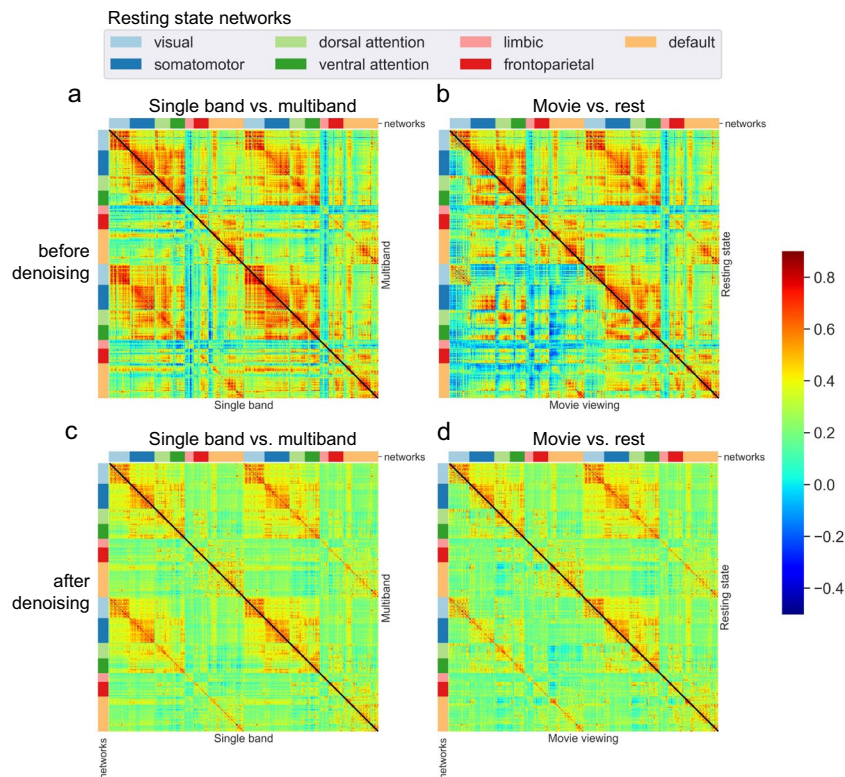 Resting state networks
visual
dorsal attention
limbic
default
somatomotor
ventral attention
frontoparietal
a
Single band vs. multiband
networks
b
Movie vs. rest
networks
before
denoising
Multiband
Single band
Resting state
Movie viewing
0.8
0.6
0.4
0.2
0.0
−0.2
−0.4
c
Single band vs. multiband
networks
d
Movie vs. rest
networks
after
denoising
Multiband
Single band
Resting state
Movie viewing
networks
networks